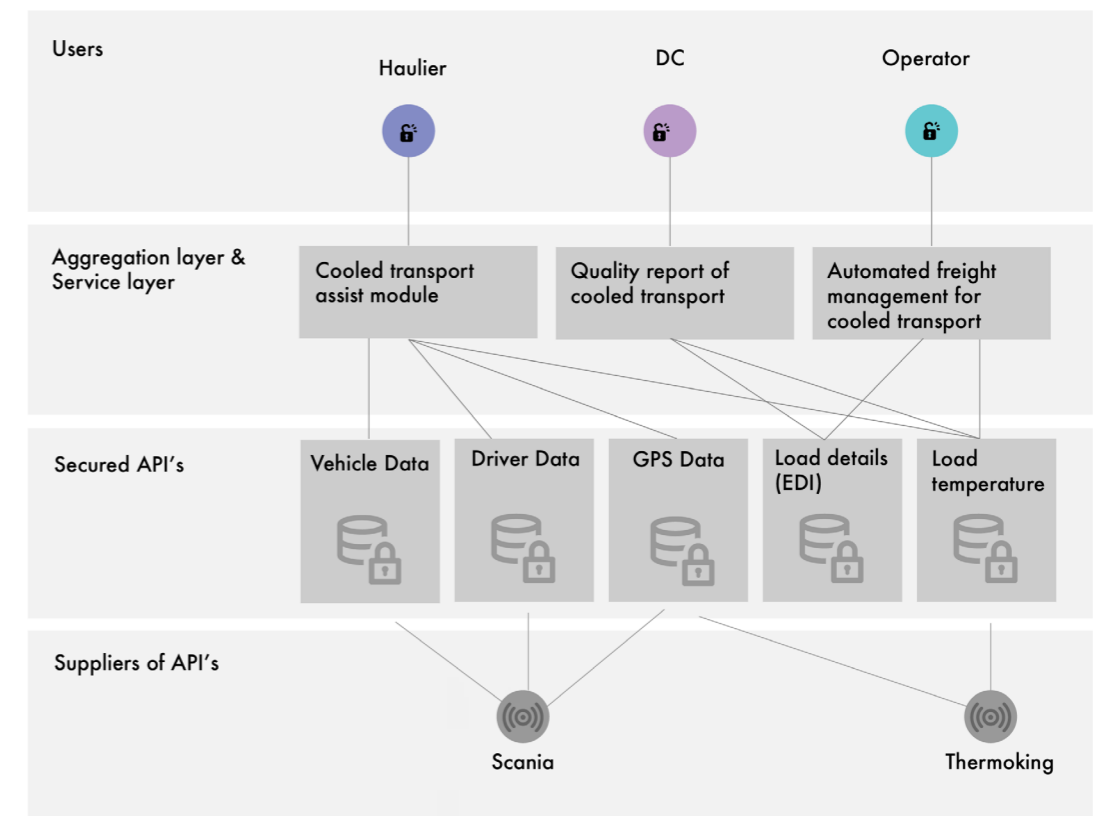 Users
Haulier
DC
Operator
Aggregation layer &
Service layer
Cooled transport
assist module
Quality report of
cooled transport
Automated freight
management for
cooled transport
Secured API’s
Vehicle Data
Driver Data
GPS Data
Load details
(EDI)
Load
temperature
Suppliers of API’s
Scania
Thermoking